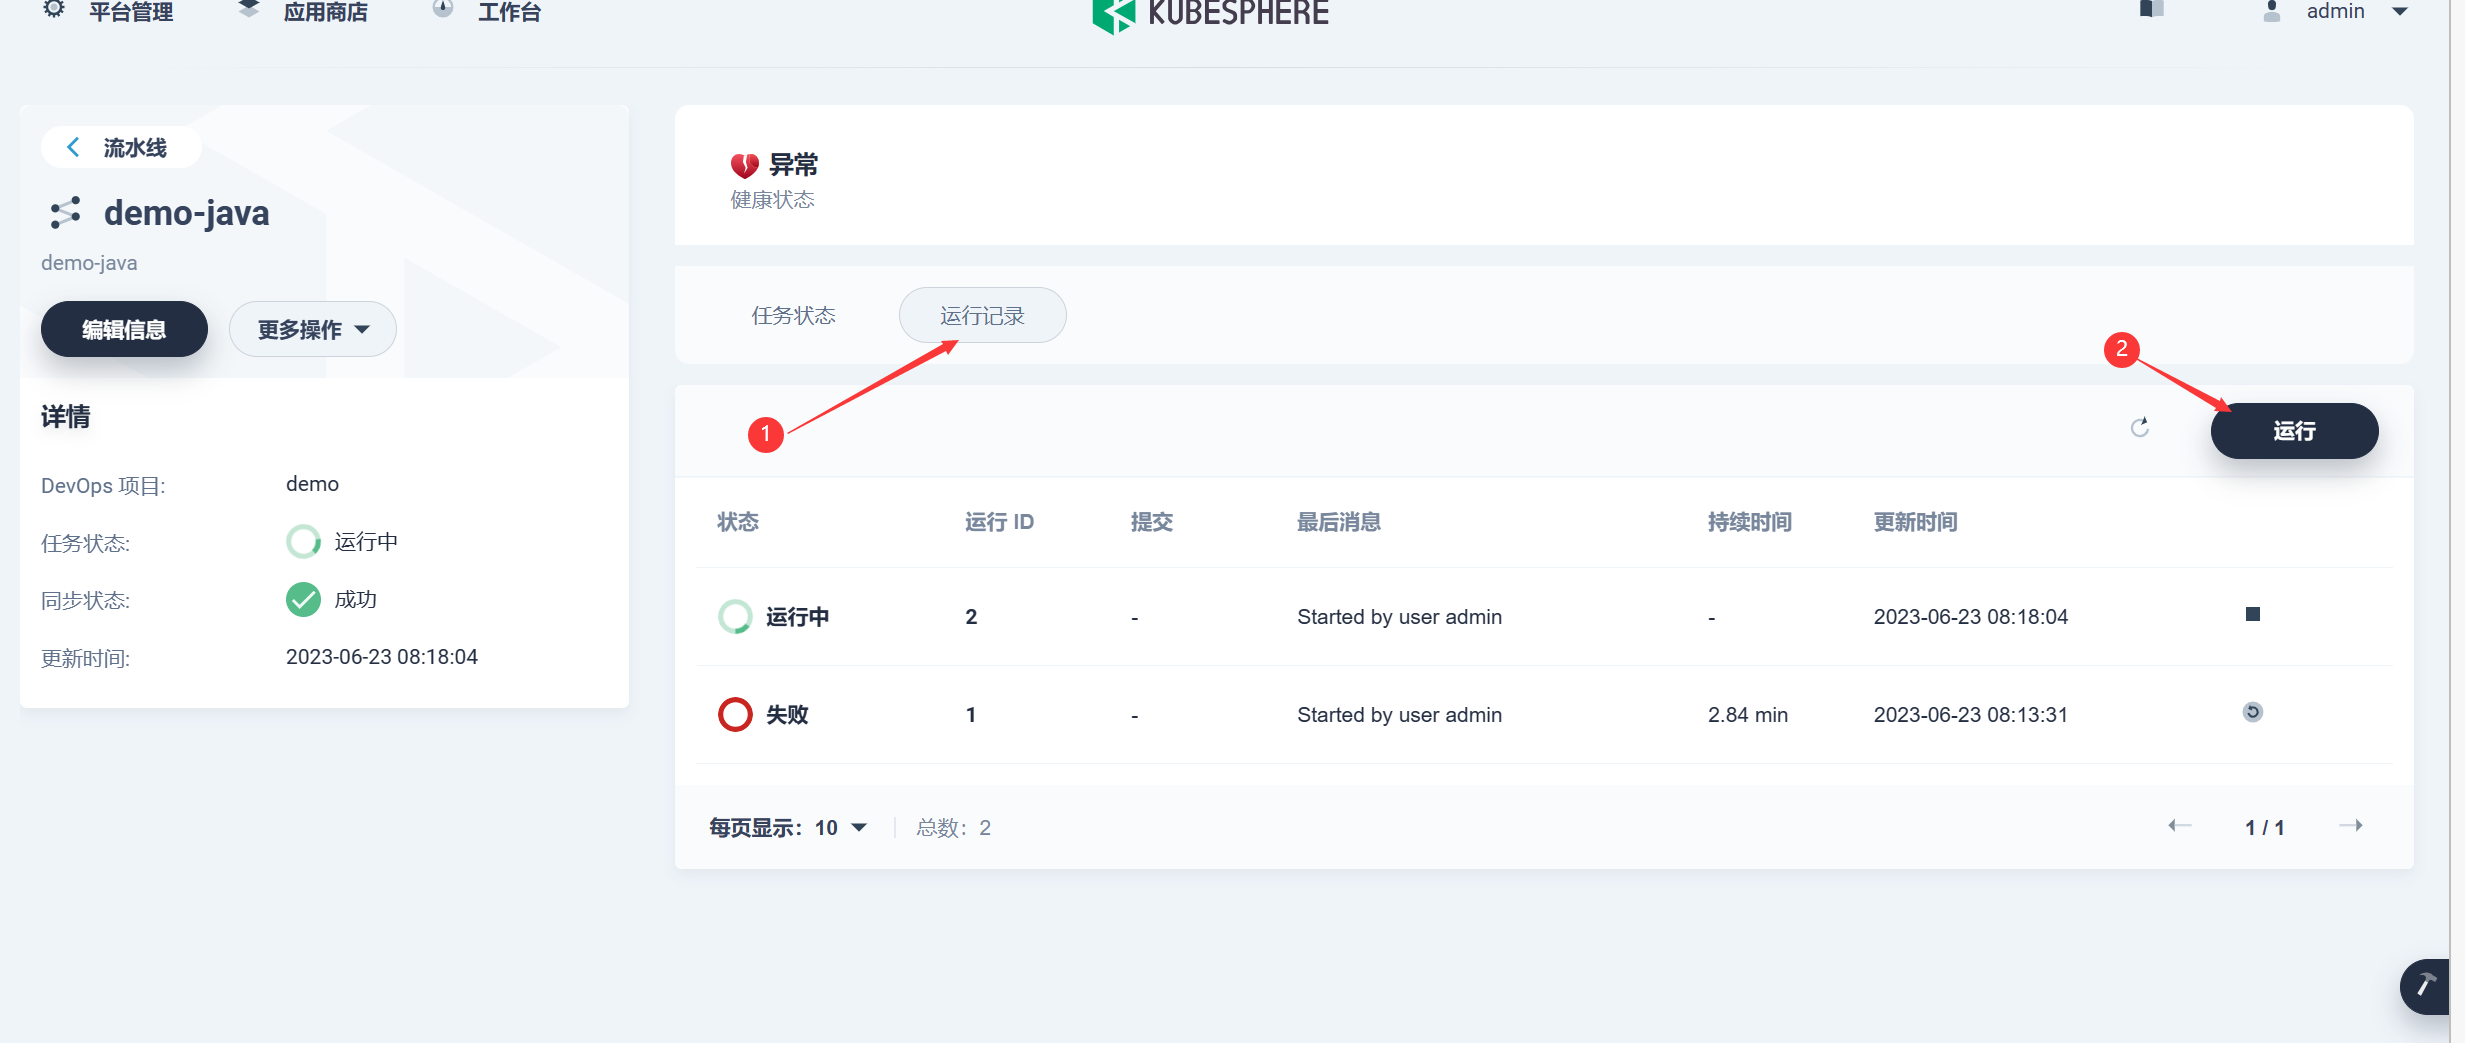 平台管理
应用商店
工作台
KUBESPHERE
admin
流水线
demo-java
demo-java
编辑信息
更多操作
详情
DevOps 项目:
demo
任务状态:
运行中
同步状态:
成功
更新时间:
2023-06-23 08:18:04
异常
健康状态
任务状态
运行记录
1
2
运行
状态 运行 ID 提交 最后消息 持续时间 更新时间
运行中 2 - Started by user admin - 2023-06-23 08:18:04
失败 1 - Started by user admin 2.84 min 2023-06-23 08:13:31
每页显示：10
总数：2
1 / 1